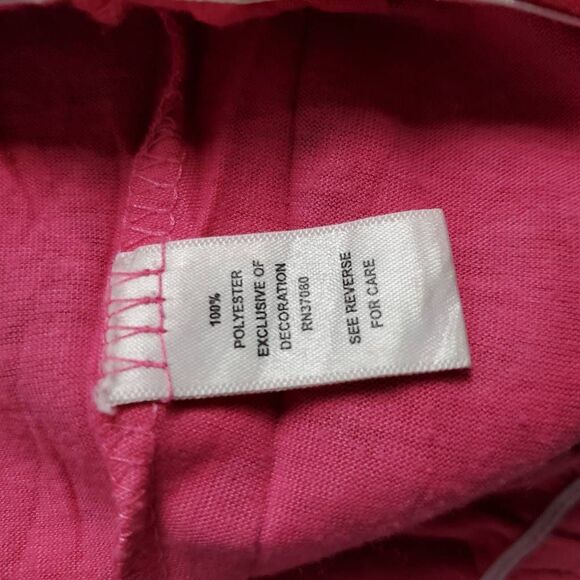 100%
POLYESTER
EXCLUSIVE OF
DECORATION
RN37080
SEE REVERSE
FOR CARE